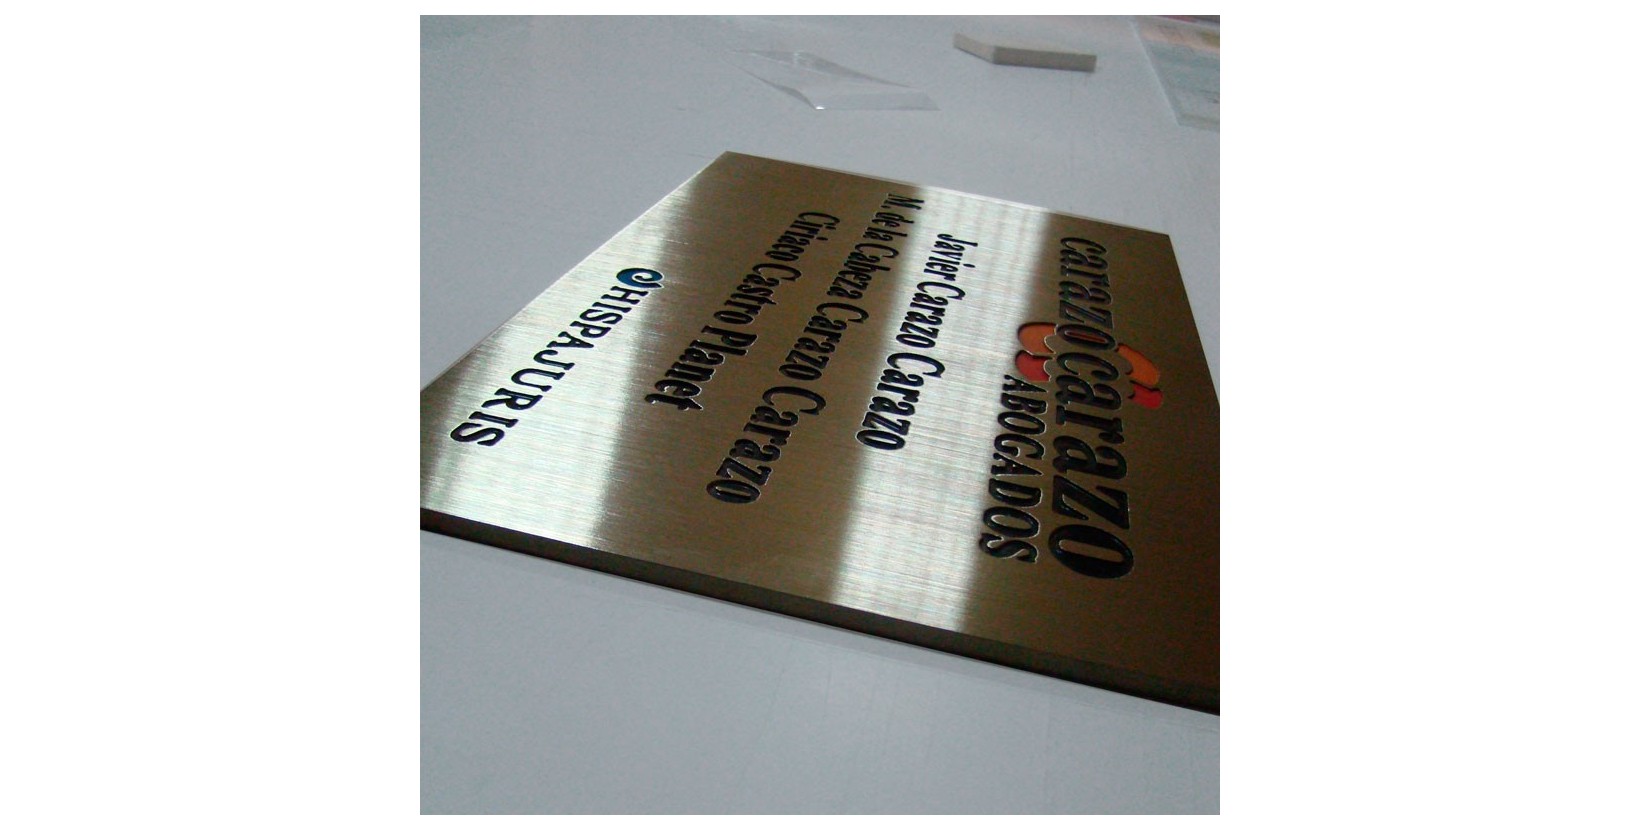 carazocarazo
ABOGADOS
Javier Carazo Carazo
M. de la Cabeza Carazo Carazo
Ciriaco Castro Planet
HISPAJURIS